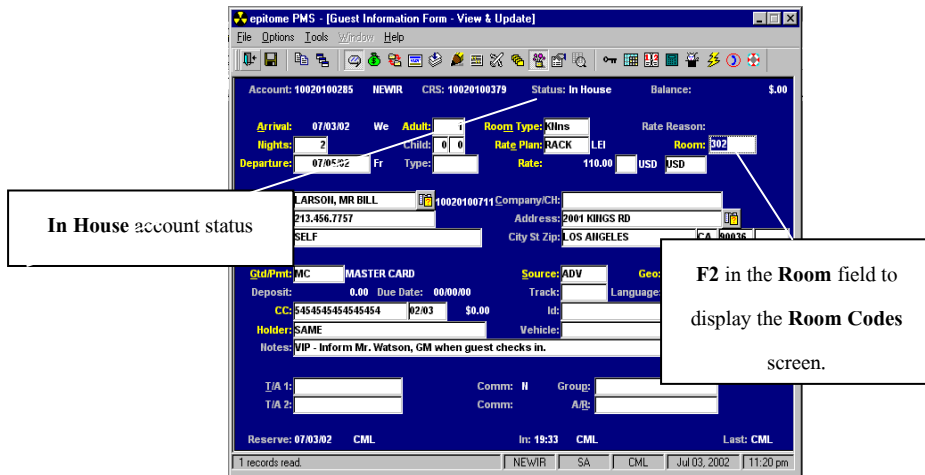 epitome PMS - [Guest Information Form - View & Update]
File Options Tools Window Help
Account: 10020100285 NEWIR CRS: 10020100379 Status: In House Balance: $.00
Arrival: 07/03/02 We Adult: 1 Room Type: KNns Rate Reason:
Nights: 2 Child: 0 0 Rate Plan: RACK LEI Room: 302
Departure: 07/05/02 Fr Type: Rate: 110.00 USD USD
LARSON, MR BILL 10020100711 Company/CH:
213.456.7757 Address: 2001 KINGS RD
SELF City St Zip: LOS ANGELES CA 90036
In House account status
Gtd/Pmt: MC MASTER CARD Source: ADV Geo:
Deposit: 0.00 Due Date: 00/00/00 Track: Language:
CC: 5454545454545454 02/03 $0.00 Id:
Holder: SAME Vehicle:
Notes: VIP - Inform Mr. Watson, GM when guest checks in.
F2 in the Room field to
display the Room Codes
screen.
T/A 1: Comm: N Group:
T/A 2: Comm: A/R:
Reserve: 07/03/02 CML In: 19:33 CML Last: CML
1 records read. NEWIR SA CML Jul 03, 2002 11:20 pm